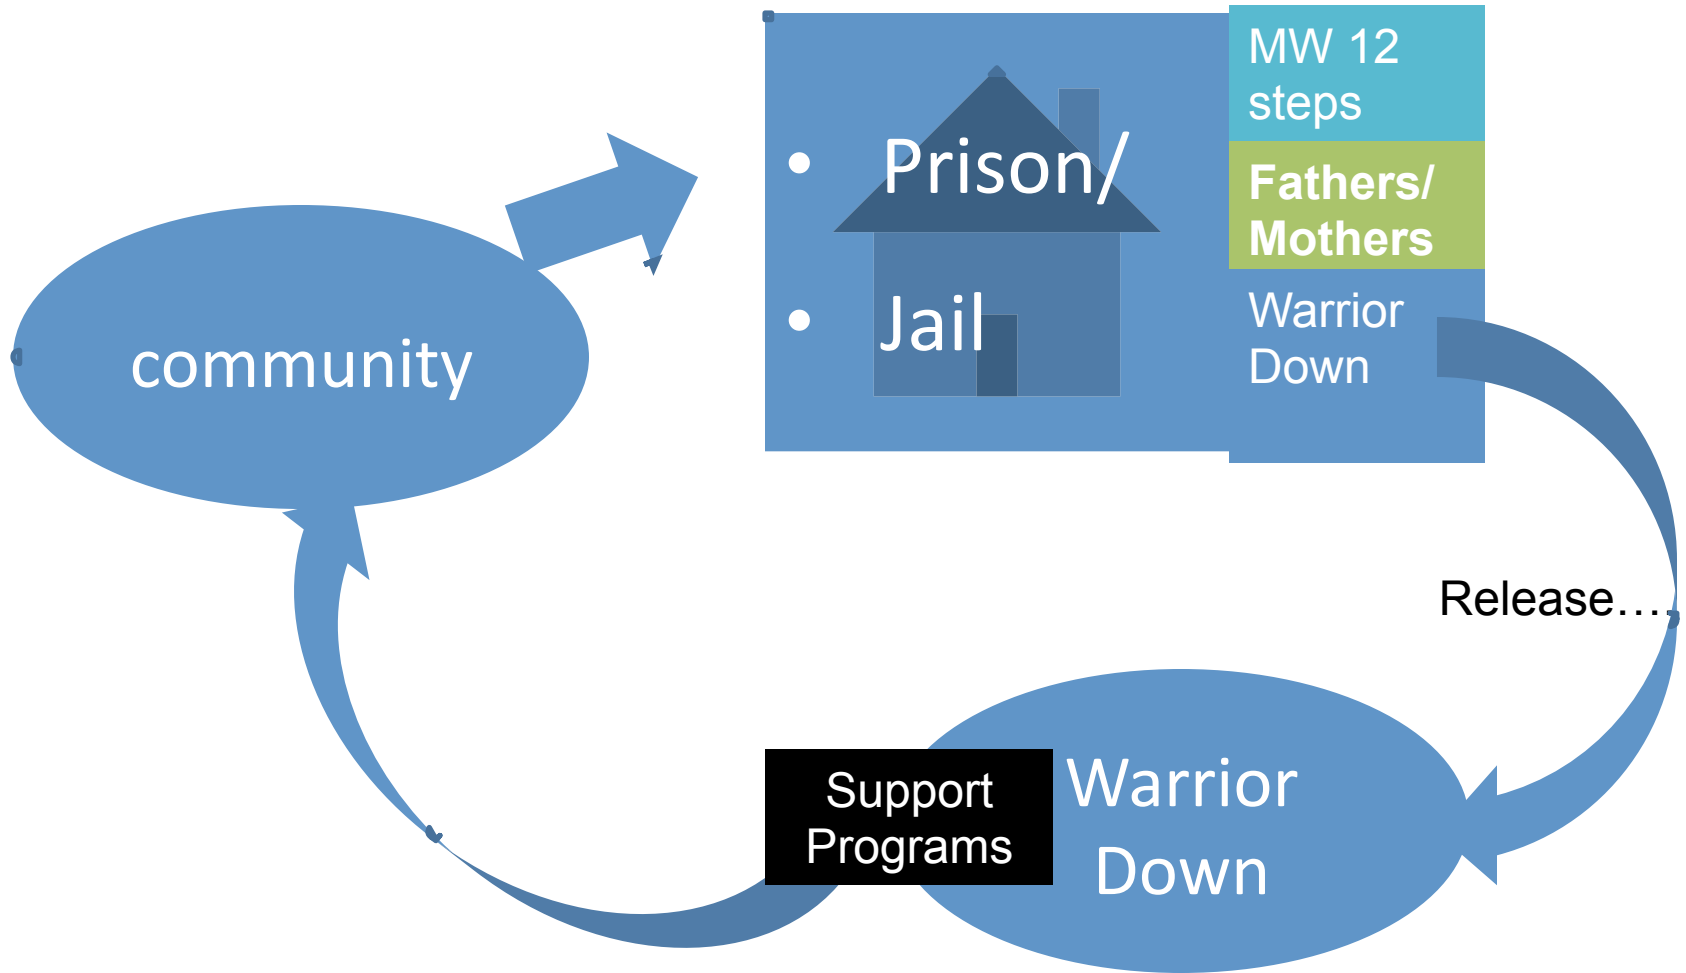 MW 12
steps
• Prison/
Fathers/
Mothers
• Jail
Warrior
Down
community
Release….
Support
Programs
Warrior
Down